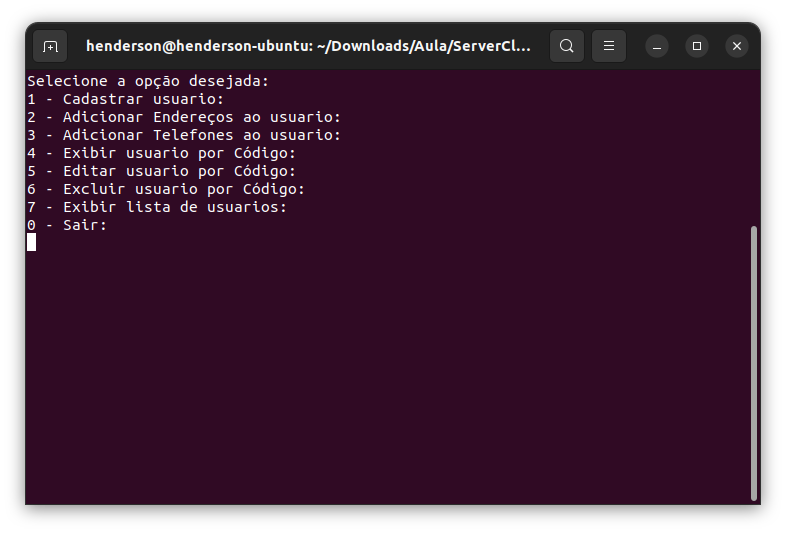 henderson@henderson-ubuntu: ~/Downloads/Aula/ServerCl...
Selecione a opção desejada:
1 - Cadastrar usuario:
2 - Adicionar Endereços ao usuario:
3 - Adicionar Telefones ao usuario:
4 - Exibir usuario por Código:
5 - Editar usuario por Código:
6 - Excluir usuario por Código:
7 - Exibir lista de usuarios:
0 - Sair: